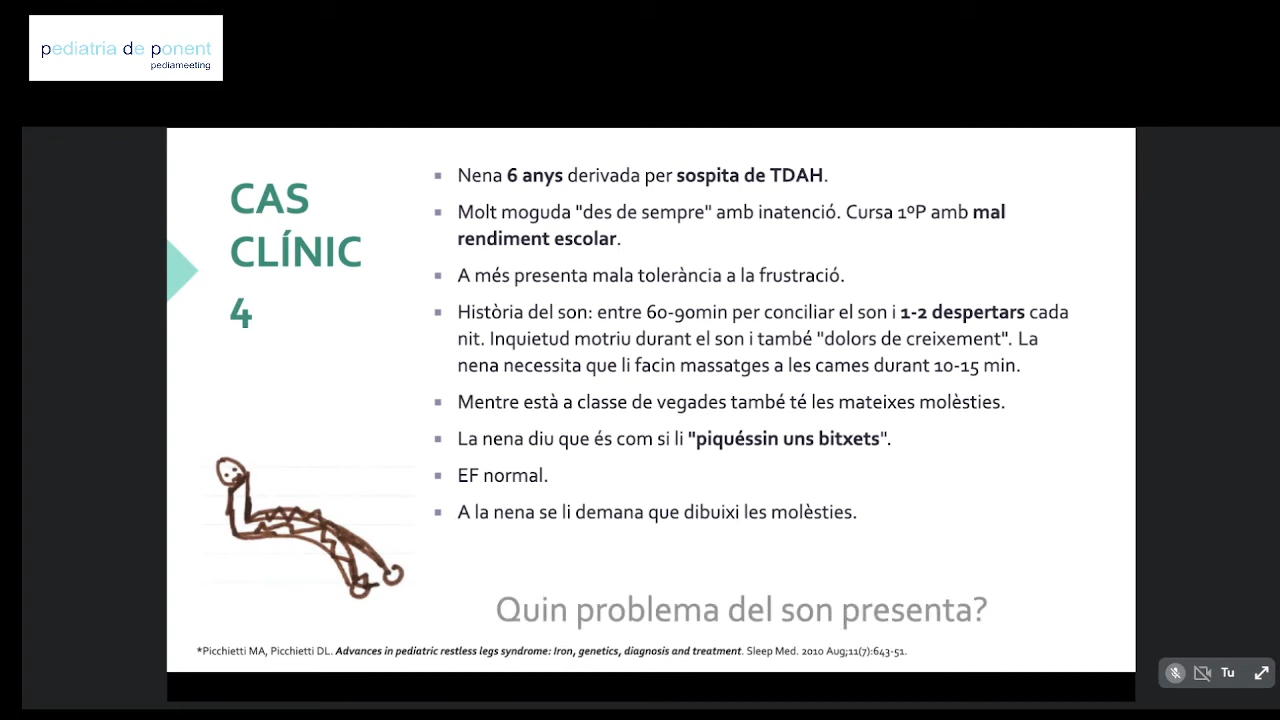 pediatria de ponent
pediameeting
CAS
CLÍNIC
4
▪ Nena 6 anys derivada per sospita de TDAH.
▪ Molt moguda "des de sempre" amb inatenció. Cursa 1ºP amb mal
rendiment escolar.
▪ A més presenta mala tolerància a la frustració.
▪ Història del son: entre 60-90min per conciliar el son i 1-2 despertars cada
nit. Inquietud motriu durant el son i també "dolors de creixement". La
nena necessita que li facin massatges a les cames durant 10-15 min.
▪ Mentre està a classe de vegades també té les mateixes molèsties.
▪ La nena diu que és com si li "piquéssin uns bitxets".
▪ EF normal.
▪ A la nena se li demana que dibuixi les molèsties.
Quin problema del son presenta?
*Picchietti MA, Picchietti DL. Advances in pediatric restless legs syndrome: Iron, genetics, diagnosis and treatment. Sleep Med. 2010 Aug;11(7):643-51.
Tu